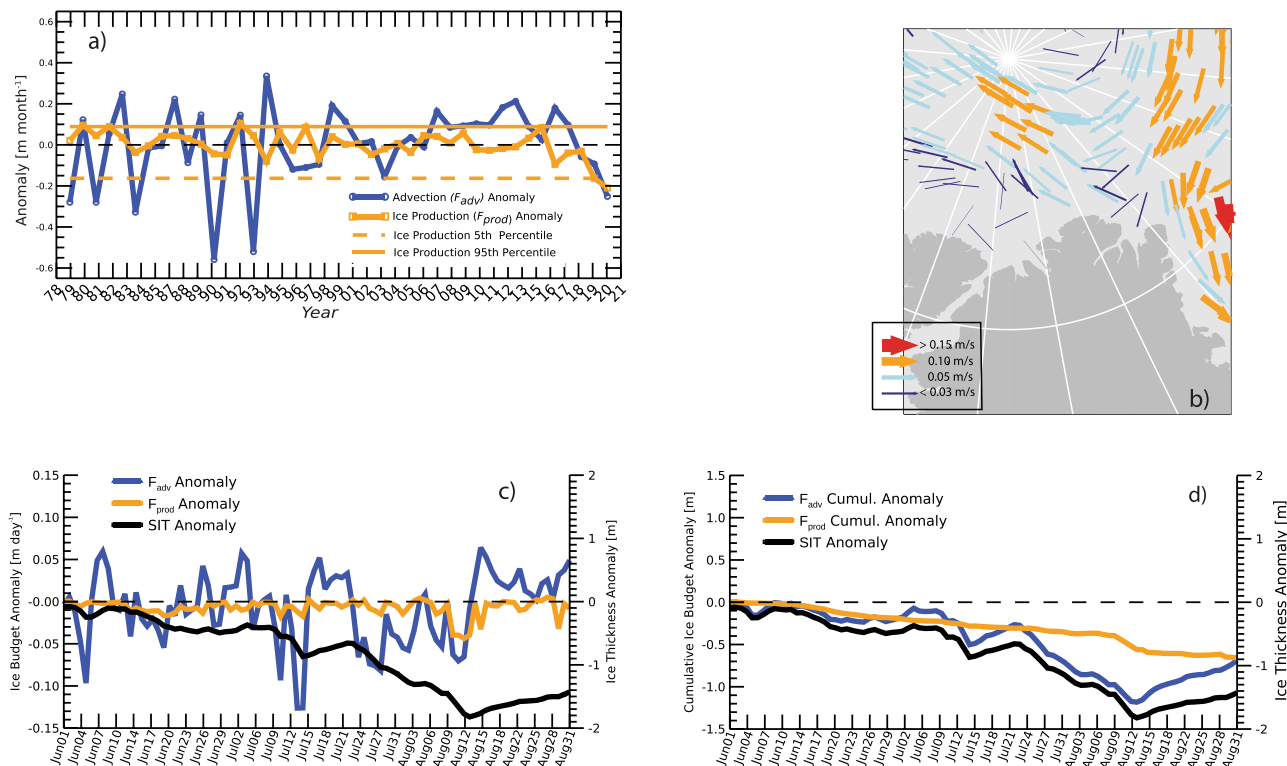 a)
Anomaly [m month-1]
0.6
0.4
0.2
0.0
-0.2
-0.4
-0.6
Advection (Fadv) Anomaly
Ice Production (Fprod) Anomaly
Ice Production 5th Percentile
Ice Production 95th Percentile
78 79 80 81 82 83 84 85 86 87 88 89 90 91 92 93 94 95 96 97 98 99 00 01 02 03 04 05 06 07 08 09 10 11 12 13 14 15 16 17 18 19 20 21
Year
> 0.15 m/s
0.10 m/s
0.05 m/s
< 0.03 m/s
b)
c)
Ice Budget Anomaly [m day-1]
0.15
0.10
0.05
-0.00
-0.05
-0.10
-0.15
Fadv Anomaly
Fprod Anomaly
SIT Anomaly
2
1
0
-1
-2
Ice Thickness Anomaly [m]
Jun01 Jun04 Jun07 Jun10 Jun14 Jun17 Jun20 Jun23 Jun26 Jun29 Jul02 Jul06 Jul09 Jul12 Jul14 Jul17 Jul21 Jul24 Jul27 Jul31 Aug03 Aug06 Aug09 Aug12 Aug16 Aug19 Aug22 Aug25 Aug28 Aug31
d)
Cumulative Ice Budget Anomaly [m]
1.5
1.0
0.5
0.0
-0.5
-1.0
-1.5
Fadv Cumul. Anomaly
Fprod Cumul. Anomaly
SIT Anomaly
2
1
0
-1
-2
Ice Thickness Anomaly [m]
Jun01 Jun04 Jun07 Jun10 Jun14 Jun17 Jun20 Jun23 Jun26 Jun29 Jul02 Jul06 Jul09 Jul12 Jul14 Jul17 Jul21 Jul24 Jul27 Jul31 Aug03 Aug06 Aug09 Aug12 Aug16 Aug19 Aug22 Aug25 Aug28 Aug31